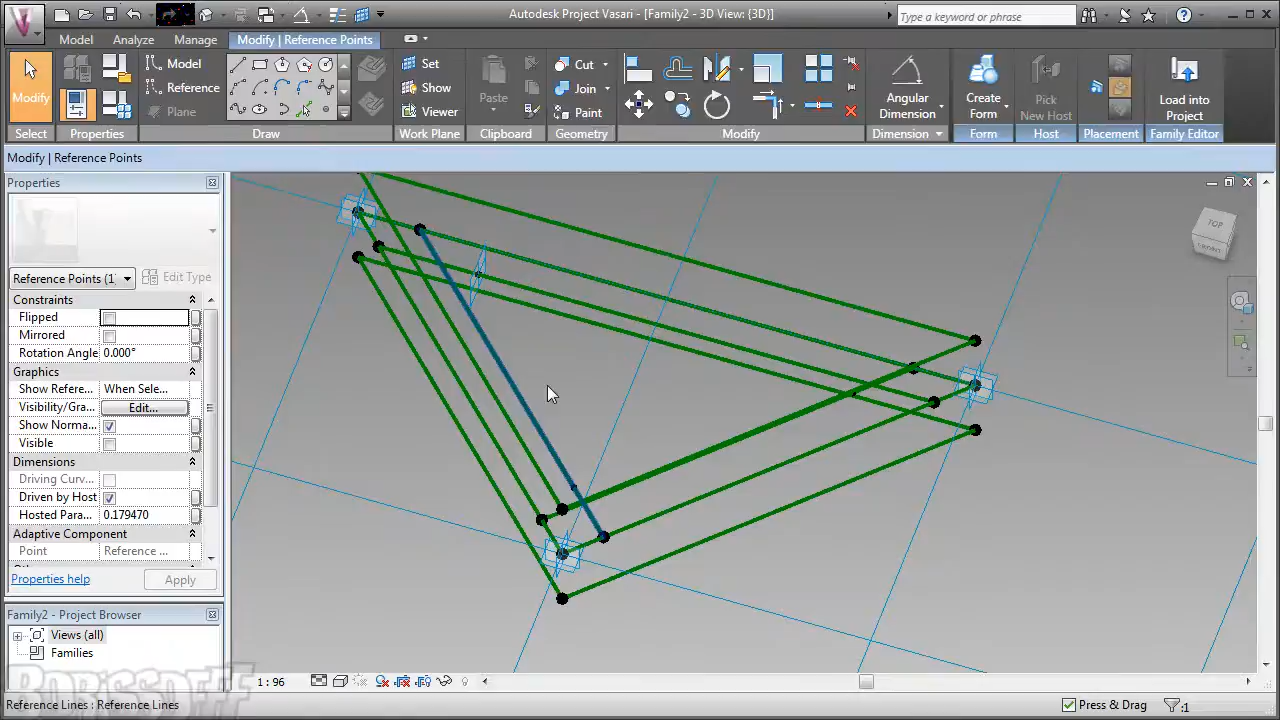 Autodesk Project Vasari - [Family2 - 3D View: {3D}]
Type a keyword or phrase
Model
Analyze
Manage
Modify | Reference Points
Modify
Model
Reference
Plane
Set
Show
Viewer
Paste
Cut
Join
Paint
Angular
Dimension
Create
Form
Pick
New Host
Load into
Project
Select
Properties
Draw
Work Plane
Clipboard
Geometry
Modify
Dimension
Form
Host
Placement
Family Editor
Modify | Reference Points
Properties
Reference Points (1)
Edit Type
Constraints
Flipped
Mirrored
Rotation Angle
0.000°
Graphics
Show Refere...
When Sele...
Visibility/Gra...
Edit...
Show Norma...
Visible
Dimensions
Driving Curv...
Driven by Host
Hosted Para...
0.179470
Adaptive Component
Point
Reference ...
Properties help
Apply
Family2 - Project Browser
Views (all)
Families
TOP
FRONT
1 : 96
BORISSOFFF
Reference Lines : Reference Lines
Press & Drag
:1